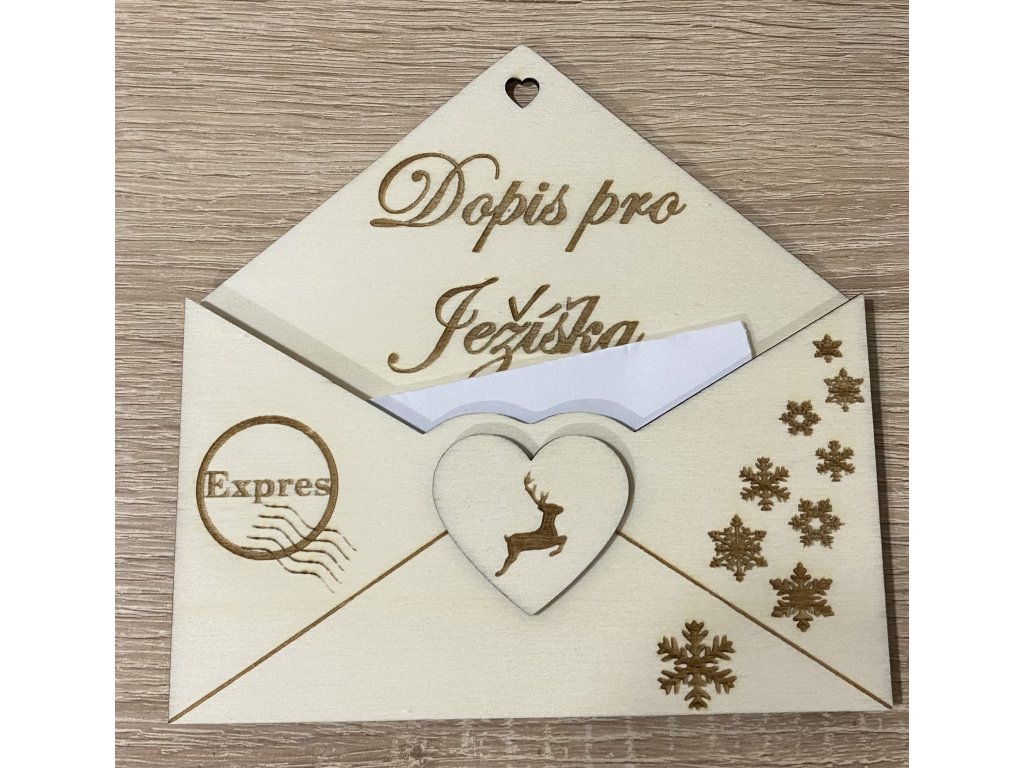 Dopis pro
Ježíška
Expres